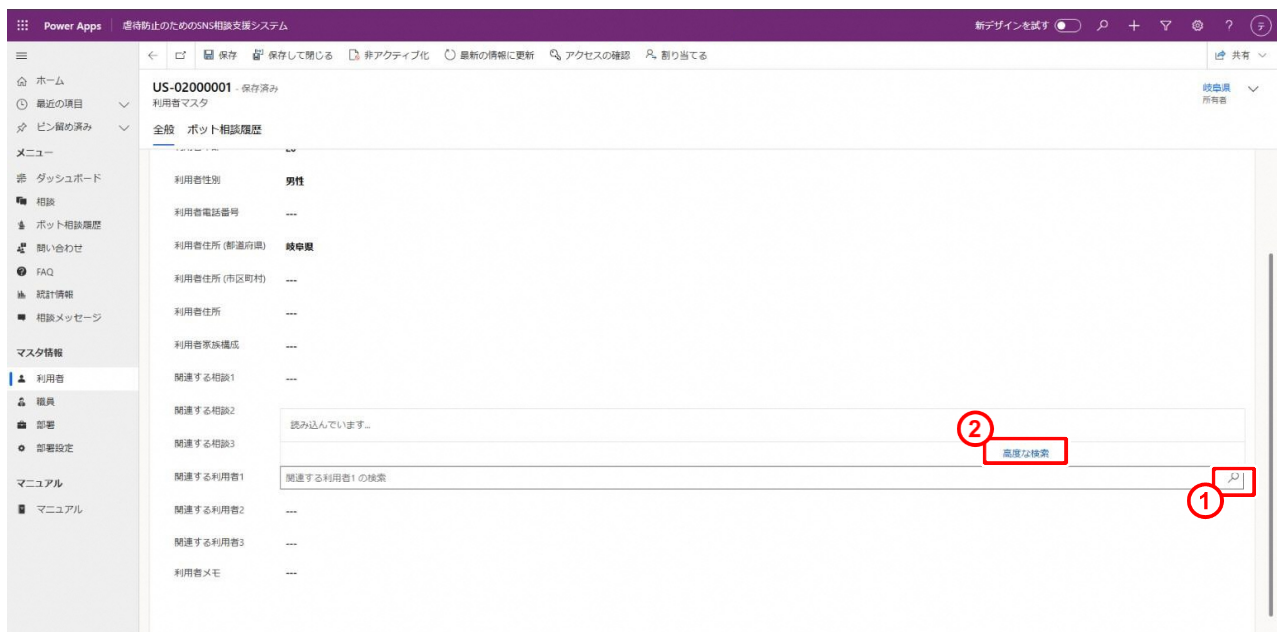 Power Apps 虐待防止のためのSNS相談支援システム 新デザインを試す
保存 保存して閉じる 非アクティブ化 最新の情報に更新 アクセスの確認 割り当てる 共有
ホーム
最近の項目
ピン留め済み
メニュー
ダッシュボード
相談
ボット相談履歴
問い合わせ
FAQ
統計情報
相談メッセージ
マスタ情報
利用者
職員
部署
部署設定
マニュアル
マニュアル
US-02000001 - 保存済み
利用者マスタ
岐阜県
所有者
全般 ボット相談履歴
利用者性別 男性
利用者電話番号 ---
利用者住所 (都道府県) 岐阜県
利用者住所 (市区町村) ---
利用者住所 ---
利用者家族構成 ---
関連する相談1 ---
関連する相談2
読み込んでいます...
②
関連する相談3
高度な検索
関連する利用者1 関連する利用者1 の検索
①
関連する利用者2 ---
関連する利用者3 ---
利用者メモ ---